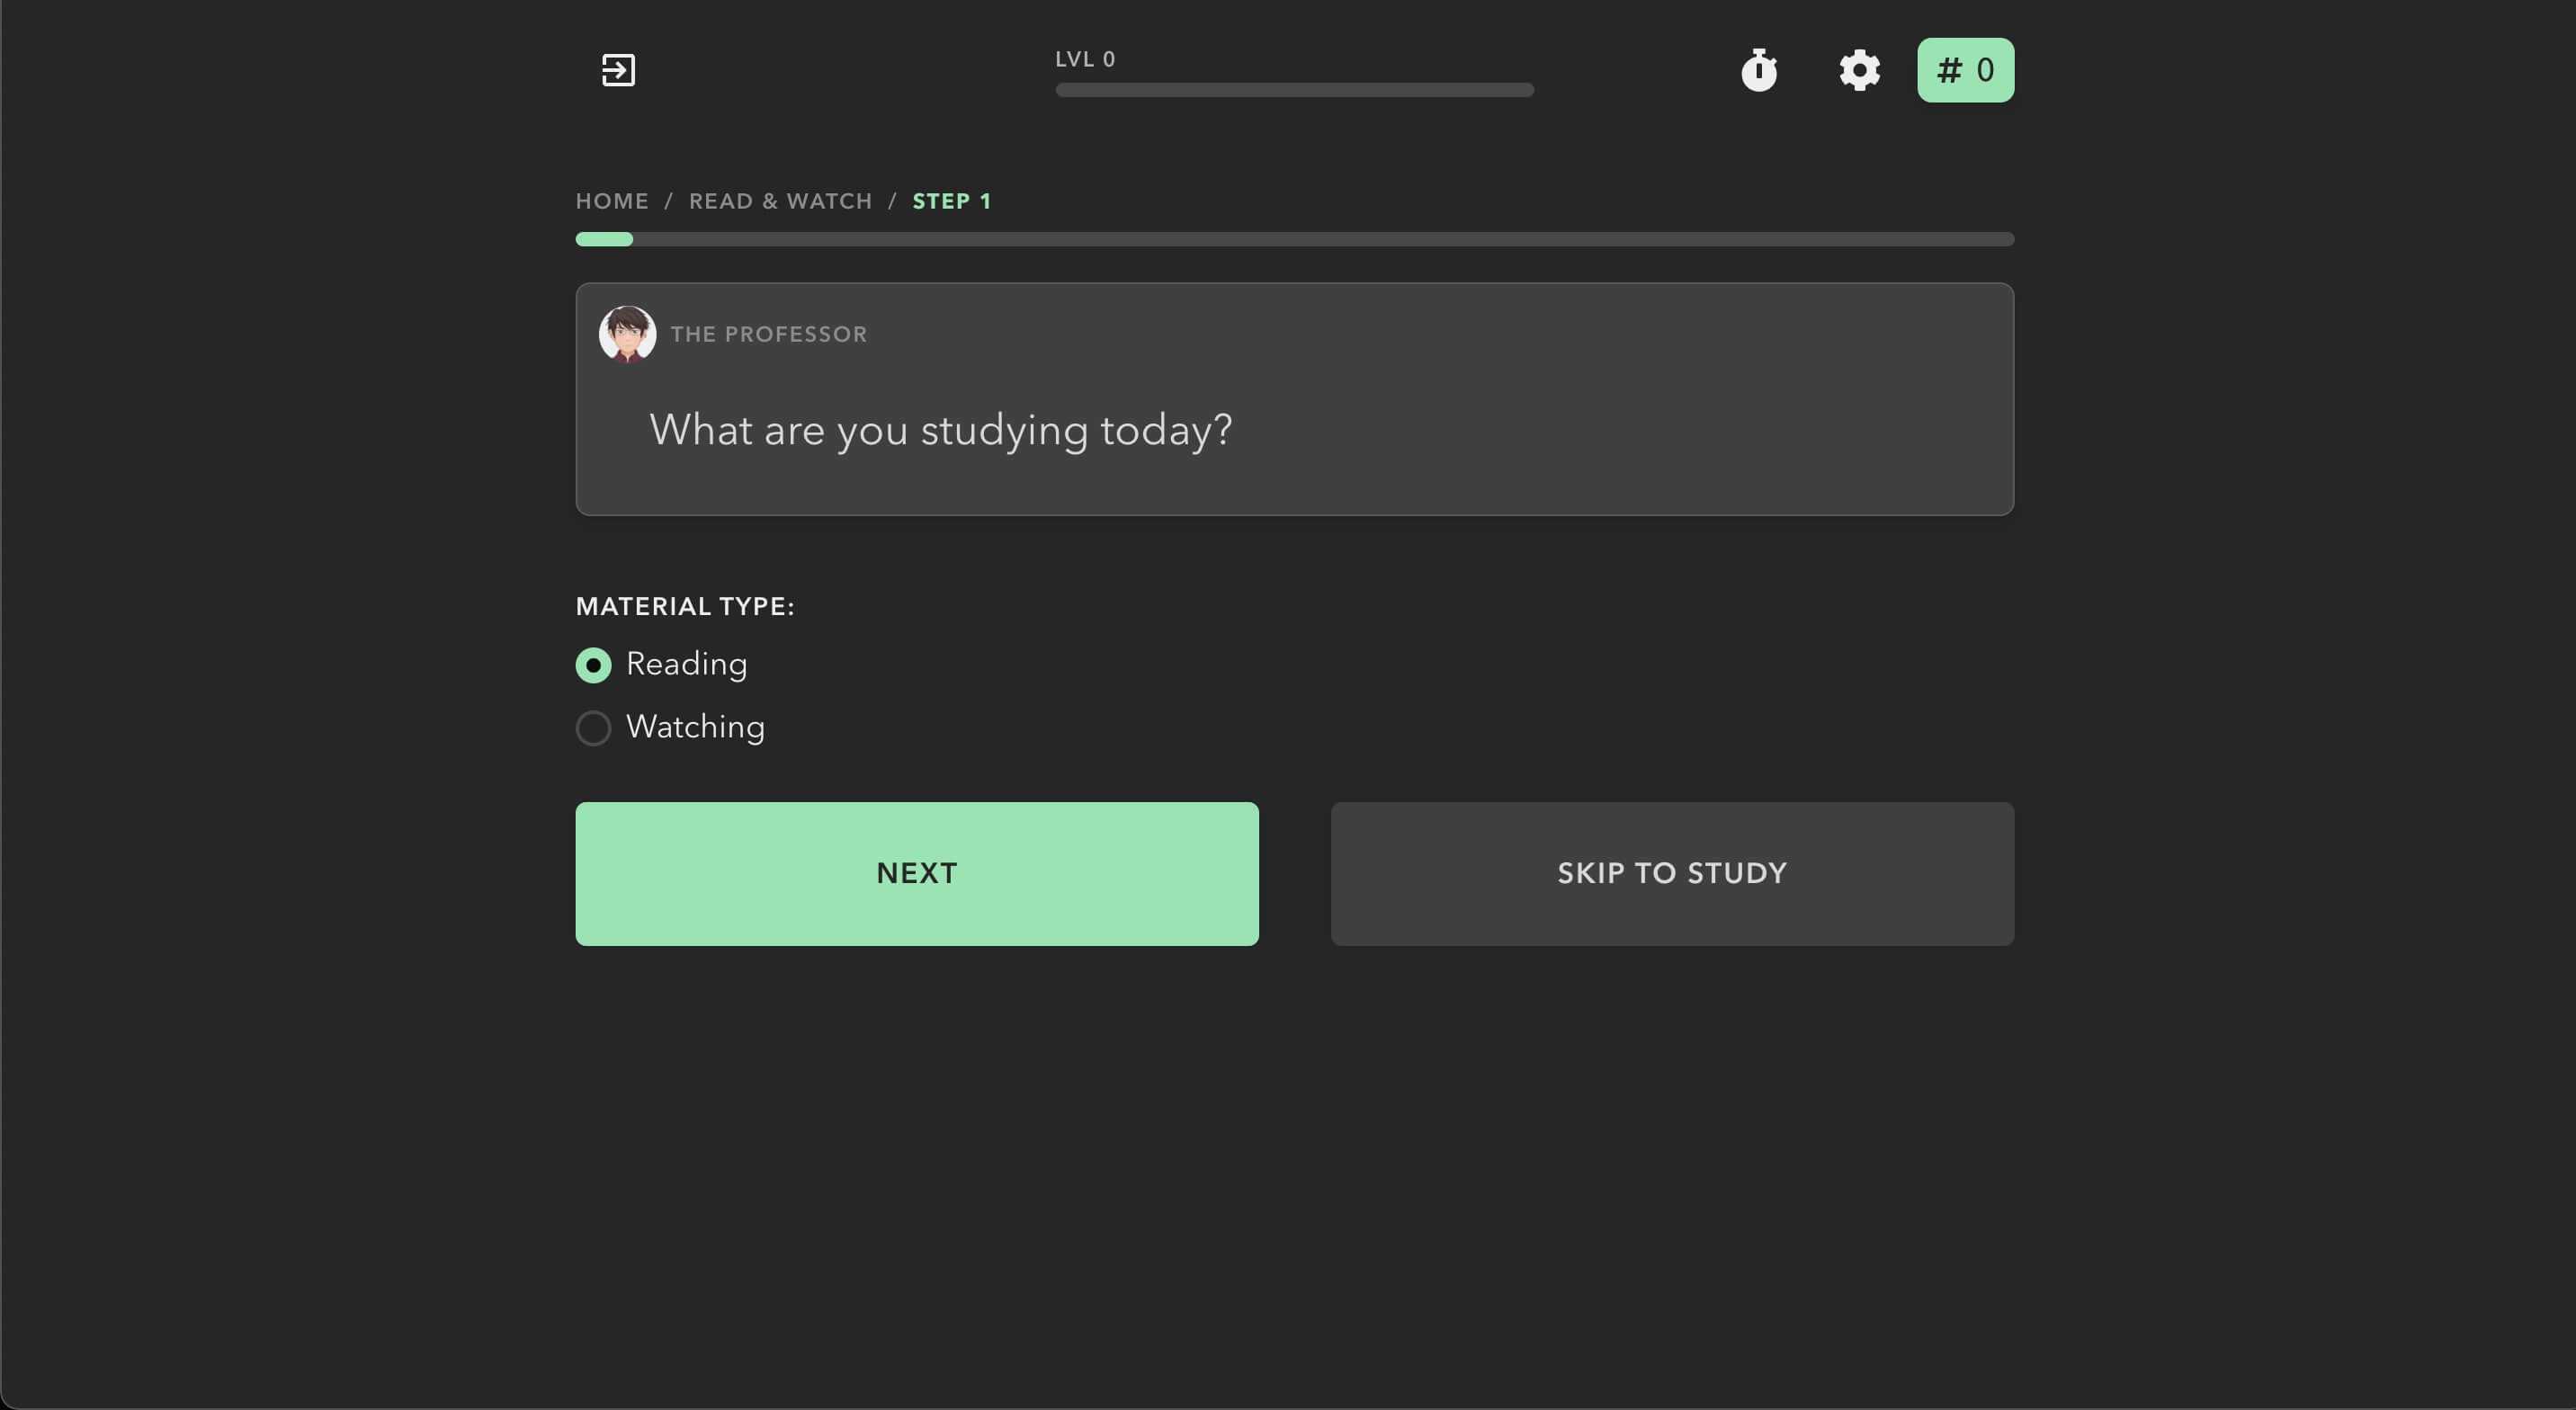 LVL 0
# 0
HOME / READ & WATCH / STEP 1
THE PROFESSOR
What are you studying today?
MATERIAL TYPE:
Reading
Watching
NEXT
SKIP TO STUDY